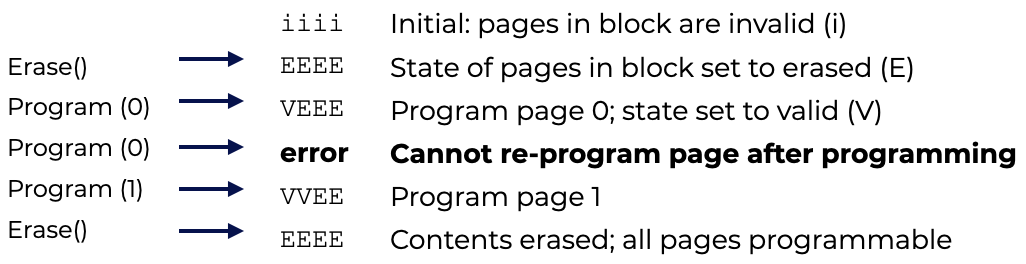 iiii Initial: pages in block are invalid (i)
Erase() EEEE State of pages in block set to erased (E)
Program (0) VEEE Program page 0; state set to valid (V)
Program (0) error Cannot re-program page after programming
Program (1) VVEE Program page 1
Erase() EEEE Contents erased; all pages programmable